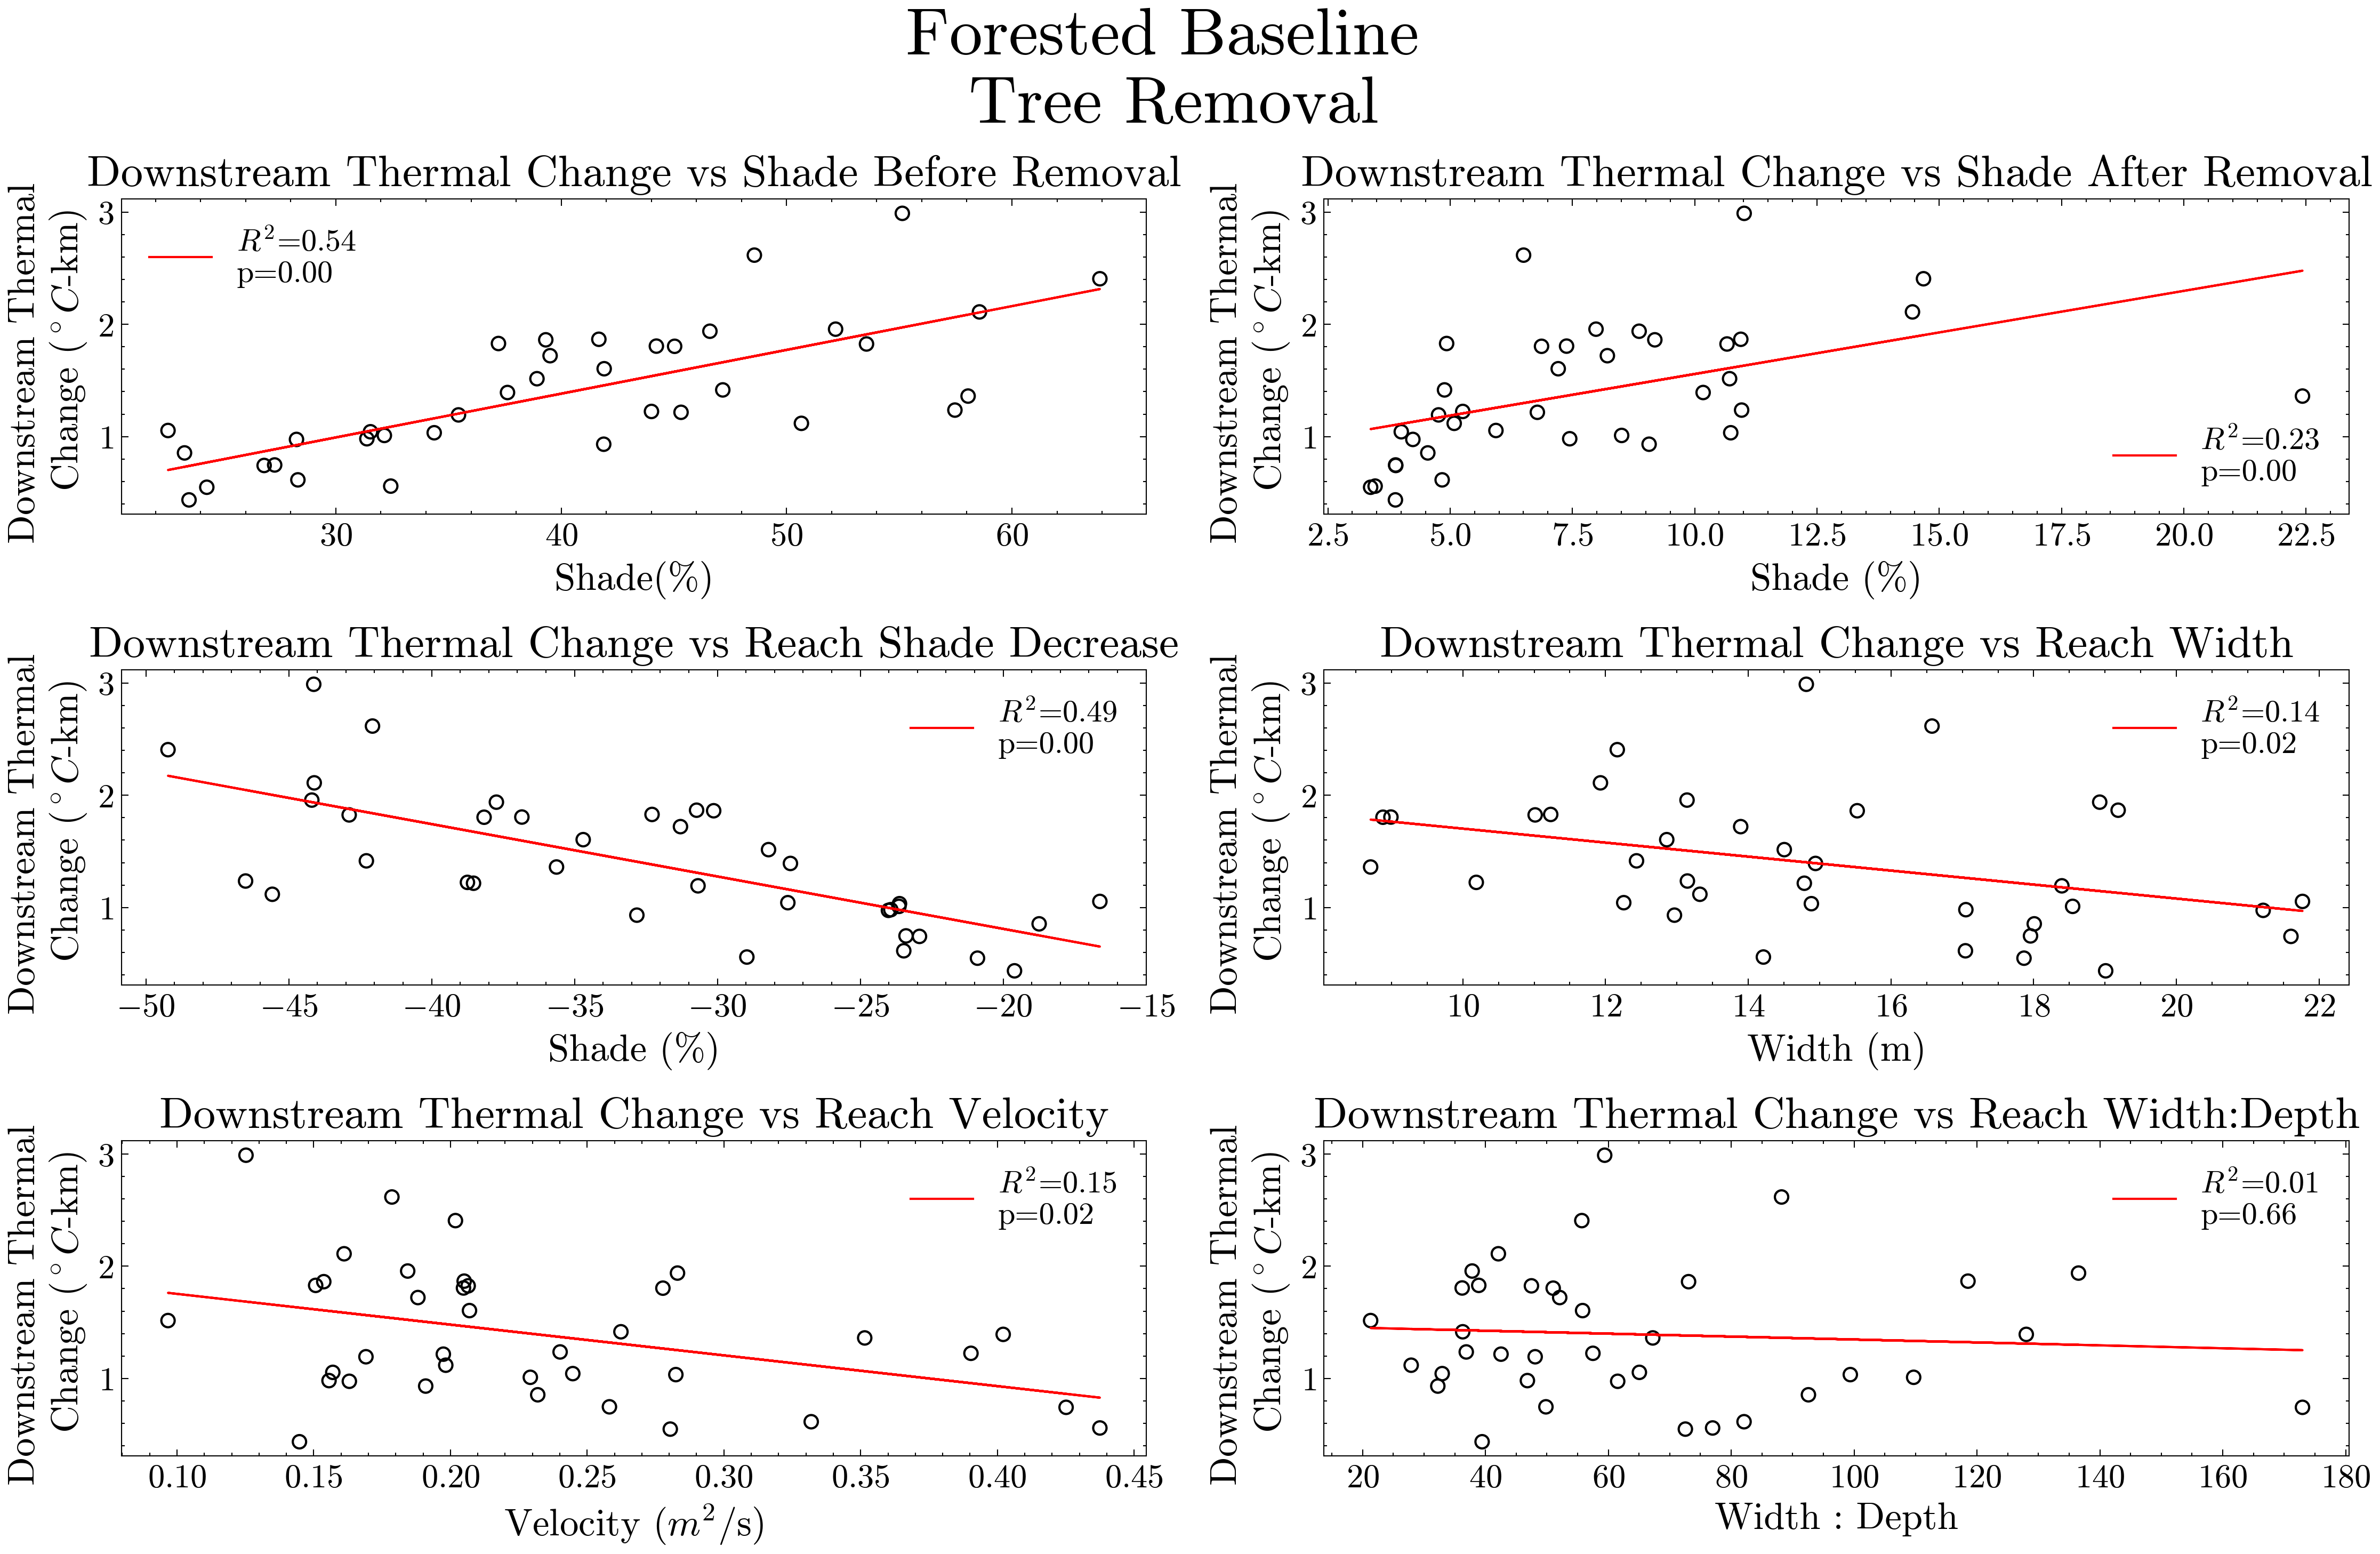 Forested Baseline
Tree Removal
Downstream Thermal Change vs Shade Before Removal
Downstream Thermal
Change (°C-km)
3
2
1
R²=0.54
p=0.00
30 40 50 60
Shade(%)
Downstream Thermal Change vs Shade After Removal
Downstream Thermal
Change (°C-km)
3
2
1
R²=0.23
p=0.00
2.5 5.0 7.5 10.0 12.5 15.0 17.5 20.0 22.5
Shade (%)
Downstream Thermal Change vs Reach Shade Decrease
Downstream Thermal
Change (°C-km)
3
2
1
R²=0.49
p=0.00
−50 −45 −40 −35 −30 −25 −20 −15
Shade (%)
Downstream Thermal Change vs Reach Width
Downstream Thermal
Change (°C-km)
3
2
1
R²=0.14
p=0.02
10 12 14 16 18 20 22
Width (m)
Downstream Thermal Change vs Reach Velocity
Downstream Thermal
Change (°C-km)
3
2
1
R²=0.15
p=0.02
0.10 0.15 0.20 0.25 0.30 0.35 0.40 0.45
Velocity (m²/s)
Downstream Thermal Change vs Reach Width:Depth
Downstream Thermal
Change (°C-km)
3
2
1
R²=0.01
p=0.66
20 40 60 80 100 120 140 160 180
Width : Depth